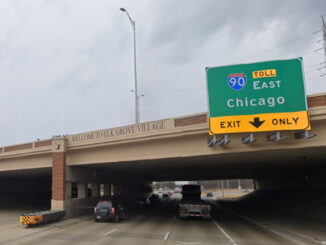 WELCOME TO ELK GROVE VILLAGE
90
TOLL
EAST
Chicago
EXIT ONLY